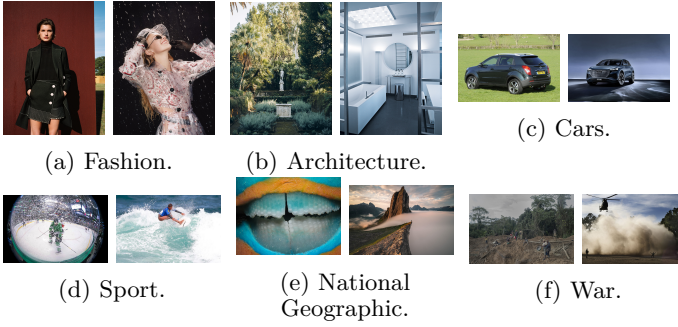 (a) Fashion.
(b) Architecture.
(c) Cars.
(d) Sport.
(e) National
Geographic.
(f) War.